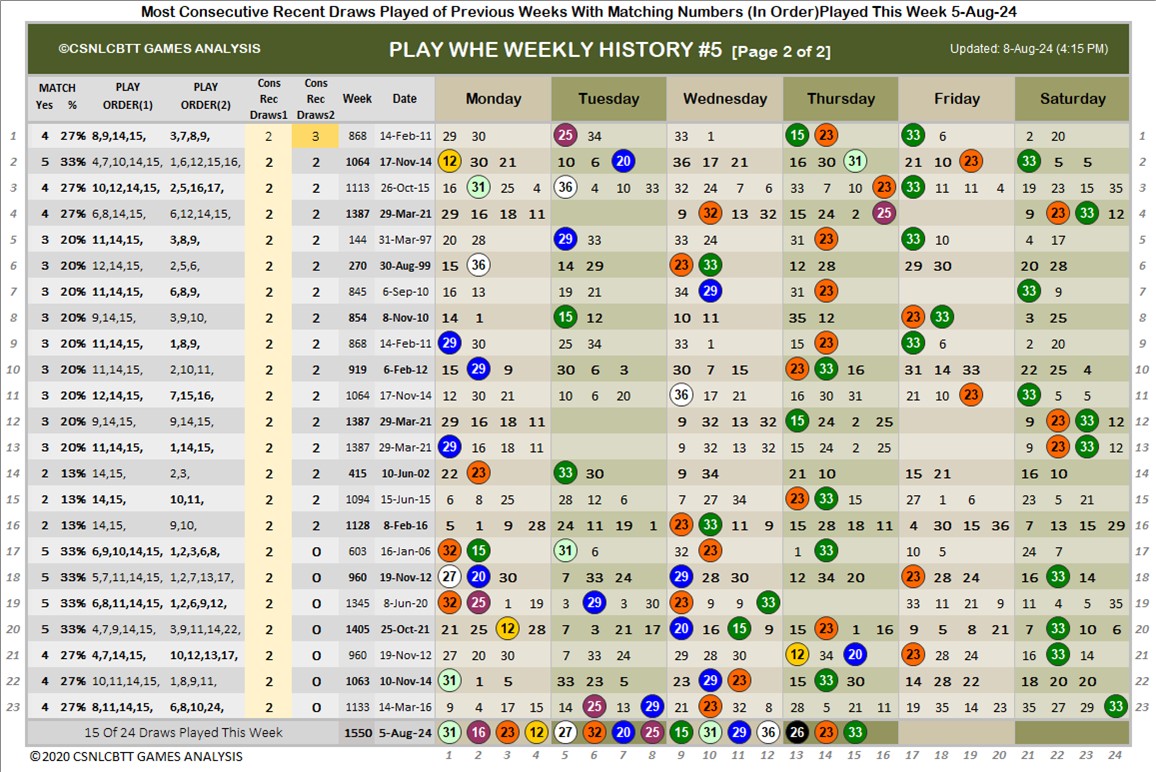 Most Consecutive Recent Draws Played of Previous Weeks With Matching Numbers (In Order)Played This Week 5-Aug-24
©CSNLCBTT GAMES ANALYSIS PLAY WHE WEEKLY HISTORY #5 [Page 2 of 2] Updated: 8-Aug-24 (4:15 PM)
MATCH Yes % PLAY ORDER(1) PLAY ORDER(2) Cons Rec Draws1 Cons Rec Draws2 Week Date Monday Tuesday Wednesday Thursday Friday Saturday
1 4 27% 8,9,14,15, 3,7,8,9, 2 3 868 14-Feb-11 29 30 25 34 33 1 15 23 33 6 2 20 1
2 5 33% 4,7,10,14,15, 1,6,12,15,16, 2 2 1064 17-Nov-14 12 30 21 10 6 20 36 17 21 16 30 31 21 10 23 33 5 5 2
3 4 27% 10,12,14,15, 2,5,16,17, 2 2 1113 26-Oct-15 16 31 25 4 36 4 10 33 32 24 7 6 33 7 10 23 33 11 11 4 19 23 15 35 3
4 4 27% 6,8,14,15, 6,12,14,15, 2 2 1387 29-Mar-21 29 16 18 11 9 32 13 32 15 24 2 25 9 23 33 12 4
5 3 20% 11,14,15, 3,8,9, 2 2 144 31-Mar-97 20 28 29 33 33 24 31 23 33 10 4 17 5
6 3 20% 12,14,15, 2,5,6, 2 2 270 30-Aug-99 15 36 14 29 23 33 12 28 29 30 20 28 6
7 3 20% 11,14,15, 6,8,9, 2 2 845 6-Sep-10 16 13 19 21 34 29 31 23 33 9 7
8 3 20% 9,14,15, 3,9,10, 2 2 854 8-Nov-10 14 1 15 12 10 11 35 12 23 33 3 25 8
9 3 20% 11,14,15, 1,8,9, 2 2 868 14-Feb-11 29 30 25 34 33 1 15 23 33 6 2 20 9
10 3 20% 11,14,15, 2,10,11, 2 2 919 6-Feb-12 15 29 9 30 6 3 30 7 15 23 33 16 31 14 33 22 25 4 10
11 3 20% 12,14,15, 7,15,16, 2 2 1064 17-Nov-14 12 30 21 10 6 20 36 17 21 16 30 31 21 10 23 33 5 5 11
12 3 20% 9,14,15, 9,14,15, 2 2 1387 29-Mar-21 29 16 18 11 9 32 13 32 15 24 2 25 9 23 33 12 12
13 3 20% 11,14,15, 1,14,15, 2 2 1387 29-Mar-21 29 16 18 11 9 32 13 32 15 24 2 25 9 23 33 12 13
14 2 13% 14,15, 2,3, 2 2 415 10-Jun-02 22 23 33 30 9 34 21 10 15 21 16 10 14
15 2 13% 14,15, 10,11, 2 2 1094 15-Jun-15 6 8 25 28 12 6 7 27 34 23 33 15 27 1 6 23 5 21 15
16 2 13% 14,15, 9,10, 2 2 1128 8-Feb-16 5 1 9 28 24 11 19 1 23 33 11 9 15 28 18 11 4 30 15 36 7 13 15 29 16
17 5 33% 6,9,10,14,15, 1,2,3,6,8, 2 0 603 16-Jan-06 32 15 31 6 32 23 1 33 10 5 24 7 17
18 5 33% 5,7,11,14,15, 1,2,7,13,17, 2 0 960 19-Nov-12 27 20 30 7 33 24 29 28 30 12 34 20 23 28 24 16 33 14 18
19 5 33% 6,8,11,14,15, 1,2,6,9,12, 2 0 1345 8-Jun-20 32 25 1 19 3 29 3 30 23 9 9 33 33 11 21 9 11 4 5 35 19
20 5 33% 4,7,9,14,15, 3,9,11,14,22, 2 0 1405 25-Oct-21 21 25 12 28 7 3 21 17 20 16 15 9 15 23 1 16 9 5 8 21 7 33 10 6 20
21 4 27% 4,7,14,15, 10,12,13,17, 2 0 960 19-Nov-12 27 20 30 7 33 24 29 28 30 12 34 20 23 28 24 16 33 14 21
22 4 27% 10,11,14,15, 1,8,9,11, 2 0 1063 10-Nov-14 31 1 5 33 23 5 23 29 23 15 33 30 14 28 22 18 20 20 22
23 4 27% 8,11,14,15, 6,8,10,24, 2 0 1133 14-Mar-16 9 4 17 15 14 25 13 29 21 23 32 8 28 5 21 11 19 35 14 23 35 27 29 33 23
15 Of 24 Draws Played This Week 1550 5-Aug-24 31 16 23 12 27 32 20 25 15 31 29 36 26 23 33
©2020 CSNLCBTT GAMES ANALYSIS 1 2 3 4 5 6 7 8 9 10 11 12 13 14 15 16 17 18 19 20 21 22 23 24